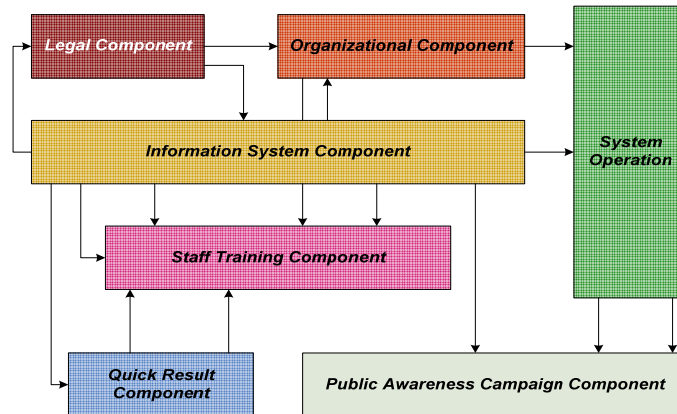 Legal Component
Organizational Component
Information System Component
System
Operation
Staff Training Component
Quick Result
Component
Public Awareness Campaign Component